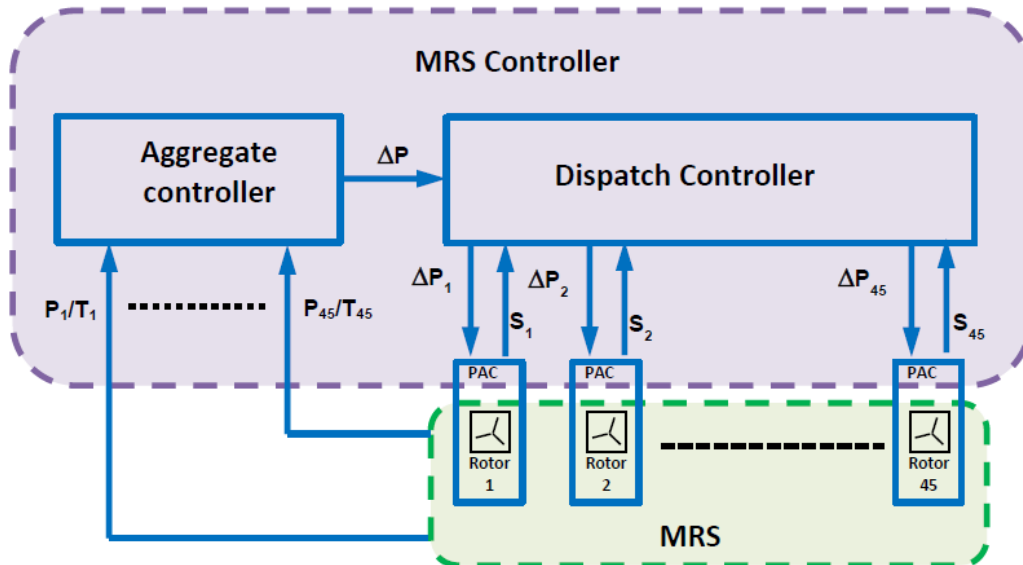 MRS Controller
Aggregate
controller
ΔP
Dispatch Controller
P₁/T₁
P₄₅/T₄₅
ΔP₁
S₁
ΔP₂
S₂
ΔP₄₅
S₄₅
PAC
PAC
PAC
Rotor
1
Rotor
2
Rotor
45
MRS